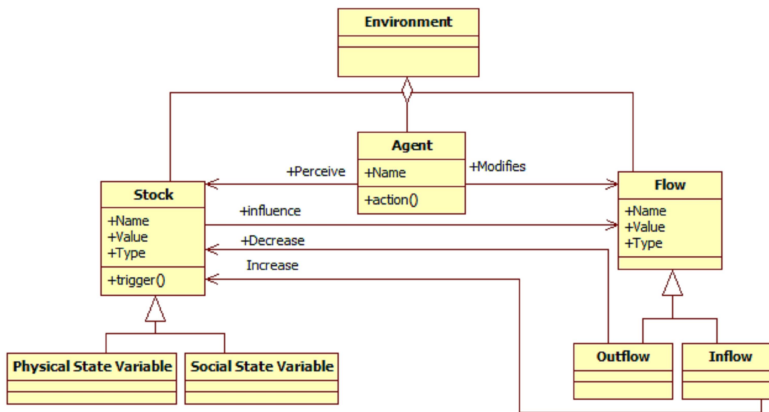 Environment
Agent
+Name
+action()
+Perceive
+Modifies
Stock
+Name
+Value
+Type
+trigger()
Flow
+Name
+Value
+Type
+influence
+Decrease
Increase
Physical State Variable
Social State Variable
Outflow
Inflow